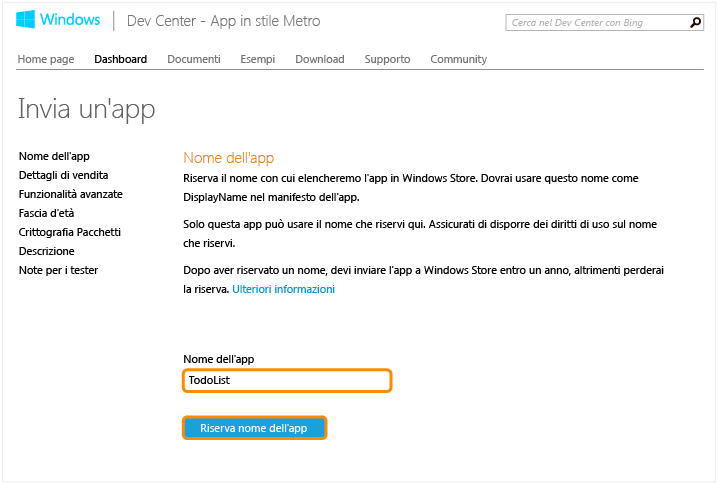 Windows
Dev Center - App in stile Metro
Cerca nel Dev Center con Bing
Home page Dashboard Documenti Esempi Download Supporto Community
Invia un'app
Nome dell'app
Dettagli di vendita
Funzionalità avanzate
Fascia d'età
Crittografia Pacchetti
Descrizione
Note per i tester
Nome dell'app
Riserva il nome con cui elencheremo l'app in Windows Store. Dovrai usare questo nome come
DisplayName nel manifesto dell'app.
Solo questa app può usare il nome che riservi qui. Assicurati di disporre dei diritti di uso sul nome
che riservi.
Dopo aver riservato un nome, devi inviare l'app a Windows Store entro un anno, altrimenti perderai
la riserva. Ulteriori informazioni
Nome dell'app
TodoList
Riserva nome dell'app